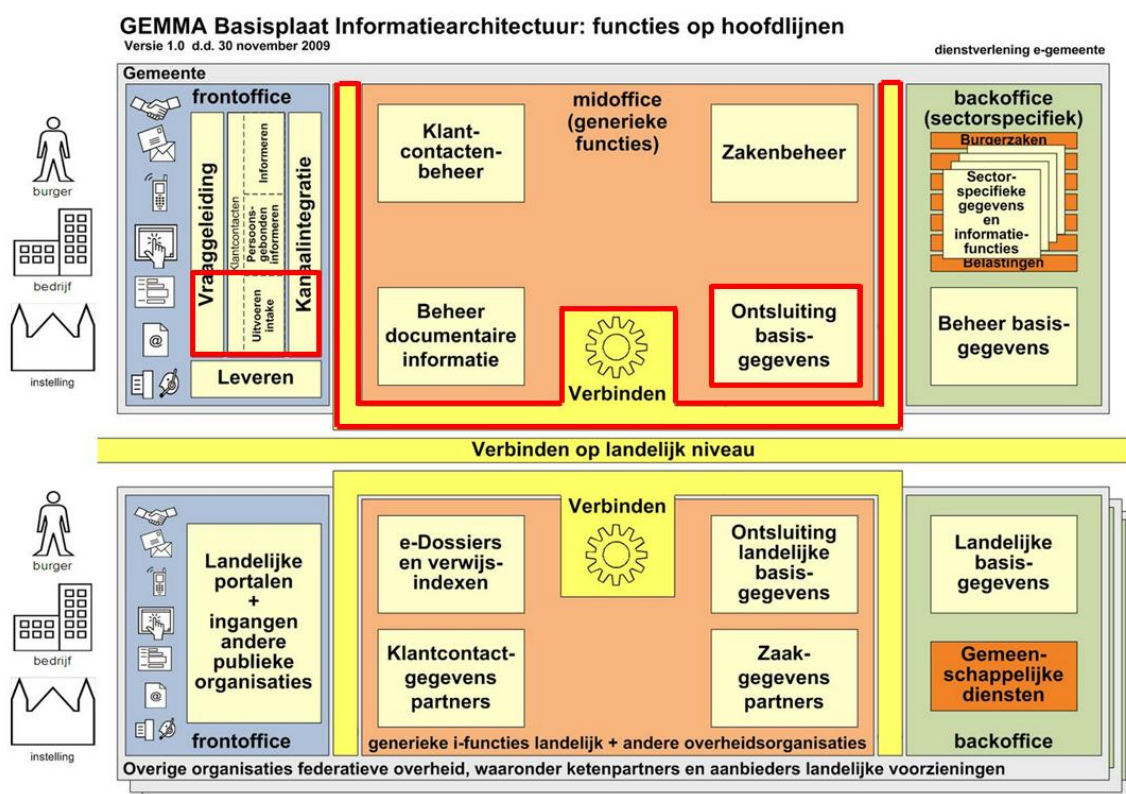 GEMMA Basisplaat Informatiearchitectuur: functies op hoofdlijnen
Versie 1.0 d.d. 30 november 2009
dienstverlening e-gemeente
Gemeente
frontoffice
Vraaggeleiding
Klantcontacten
Informeren
Persoons-
gebonden
informeren
Uitvoeren
intake
Kanaalintegratie
Leveren
@
burger
bedrijf
instelling
midoffice
(generieke
functies)
Klant-
contacten-
beheer
Zakenbeheer
Beheer
documentaire
informatie
Verbinden
Ontsluiting
basis-
gegevens
backoffice
(sectorspecifiek)
Burgerzaken
Sector-
specifieke
gegevens
en
informatie-
functies
Belastingen
Beheer basis-
gegevens
Verbinden op landelijk niveau
burger
bedrijf
instelling
@
Landelijke
portalen
+
ingangen
andere
publieke
organisaties
frontoffice
e-Dossiers
en verwijs-
indexen
Verbinden
Ontsluiting
landelijke
basis-
gegevens
Klantcontact-
gegevens
partners
Zaak-
gegevens
partners
generieke i-functies landelijk + andere overheidsorganisaties
Landelijke
basis-
gegevens
Gemeen-
schappelijke
diensten
backoffice
Overige organisaties federatieve overheid, waaronder ketenpartners en aanbieders landelijke voorzieningen